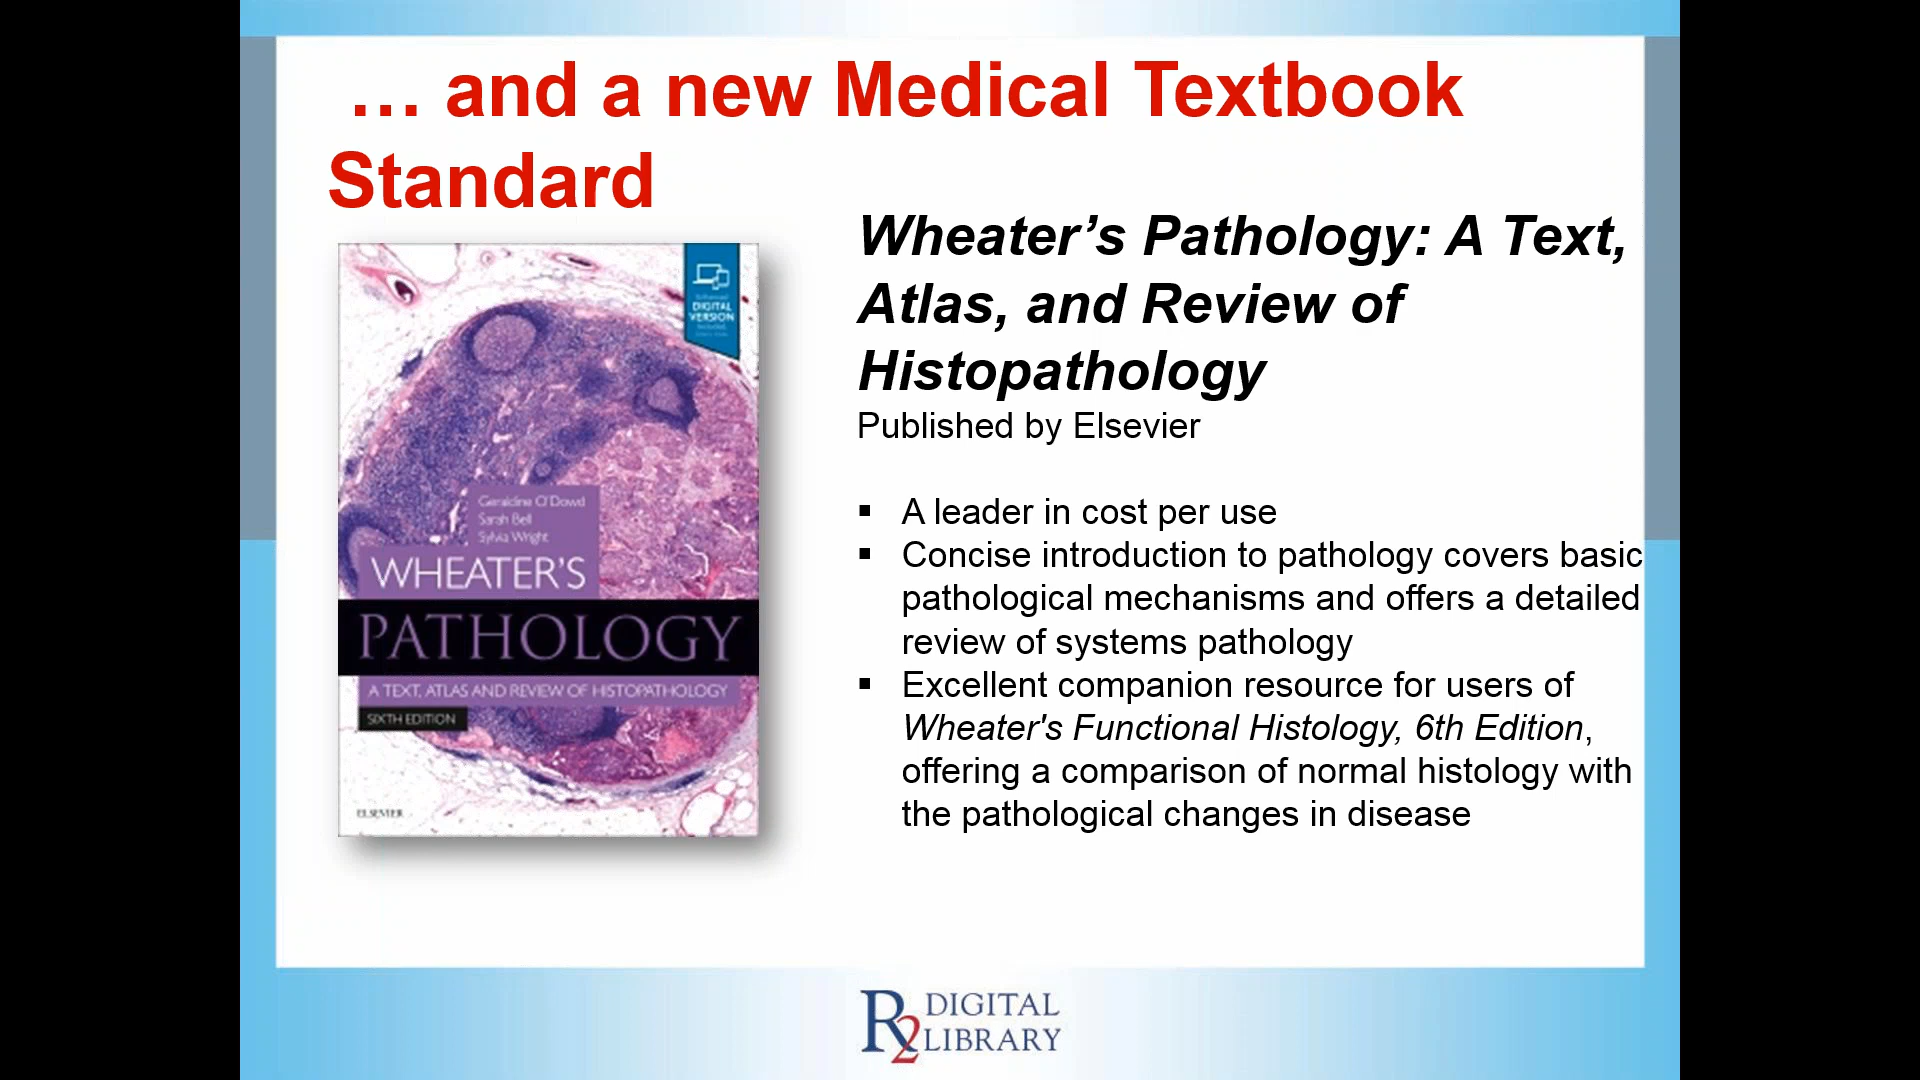 … and a new Medical Textbook
Standard
Wheater’s Pathology: A Text,
Atlas, and Review of
Histopathology
Published by Elsevier
▪ A leader in cost per use
▪ Concise introduction to pathology covers basic
pathological mechanisms and offers a detailed
review of systems pathology
▪ Excellent companion resource for users of
Wheater's Functional Histology, 6th Edition,
offering a comparison of normal histology with
the pathological changes in disease
DIGITAL
VERSION
Geraldine O'Dowd
Sarah Bell
Sylvia Wright
WHEATER'S
PATHOLOGY
A TEXT, ATLAS AND REVIEW OF HISTOPATHOLOGY
SIXTH EDITION
ELSEVIER
R2 DIGITAL
LIBRARY